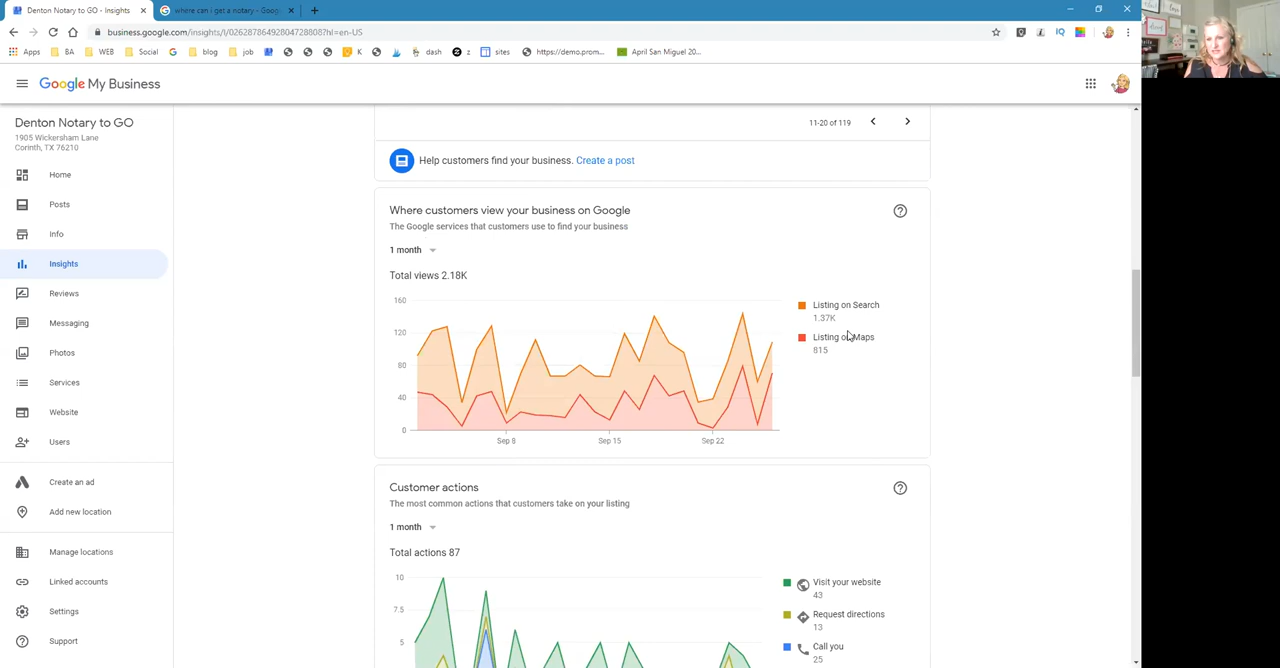 Denton Notary to GO - Insights
where can i get a notary - Goog
business.google.com/insights/l/02628786492804728808?hl=en-US
Apps
BA
WEB
Social
blog
job
K
dash
z
sites
https://demo.prom...
April San Miguel 20...
Google My Business
Denton Notary to GO
1905 Wickersham Lane
Corinth, TX 76210
Home
Posts
Info
Insights
Reviews
Messaging
Photos
Services
Website
Users
Create an ad
Add new location
Manage locations
Linked accounts
Settings
Support
11-20 of 119
Help customers find your business. Create a post
Where customers view your business on Google
The Google services that customers use to find your business
1 month
Total views 2.18K
160
120
80
40
0
Sep 8
Sep 15
Sep 22
Listing on Search
1.37K
Listing on Maps
815
Customer actions
The most common actions that customers take on your listing
1 month
Total actions 87
10
7.5
5
Visit your website
43
Request directions
13
Call you
25